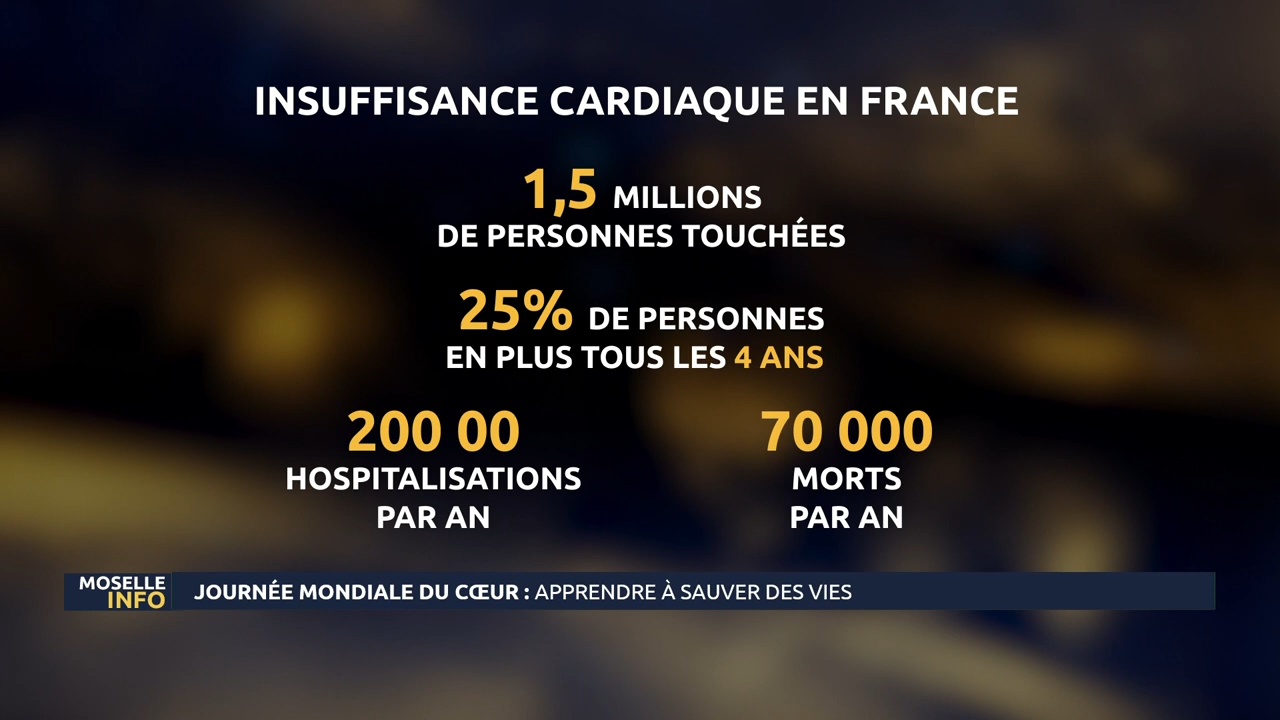 INSUFFISANCE CARDIAQUE EN FRANCE
1,5 MILLIONS
DE PERSONNES TOUCHÉES
25% DE PERSONNES
EN PLUS TOUS LES 4 ANS
200 00
HOSPITALISATIONS
PAR AN
70 000
MORTS
PAR AN
MOSELLE
INFO
JOURNÉE MONDIALE DU CŒUR : APPRENDRE À SAUVER DES VIES